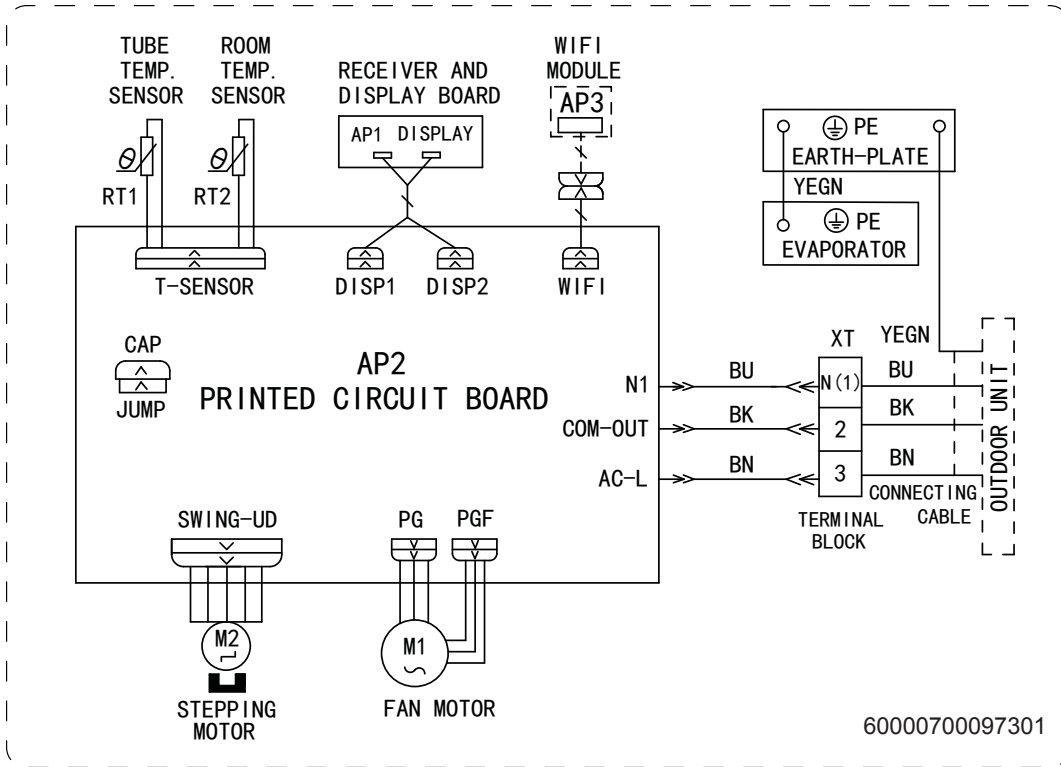 TUBE
TEMP.
SENSOR
ROOM
TEMP.
SENSOR
RECEIVER AND
DISPLAY BOARD
WIFI
MODULE
AP1 DISPLAY
AP3
RT1
RT2
PE
EARTH-PLATE
YEGN
PE
EVAPORATOR
T-SENSOR
DISP1
DISP2
WIFI
CAP
JUMP
AP2
PRINTED CIRCUIT BOARD
N1
COM-OUT
AC-L
BU
BK
BN
XT
N(1)
2
3
TERMINAL
BLOCK
YEGN
BU
BK
BN
CONNECTING
CABLE
OUTDOOR UNIT
SWING-UD
PG
PGF
M2
STEPPING
MOTOR
M1
FAN MOTOR
60000700097301